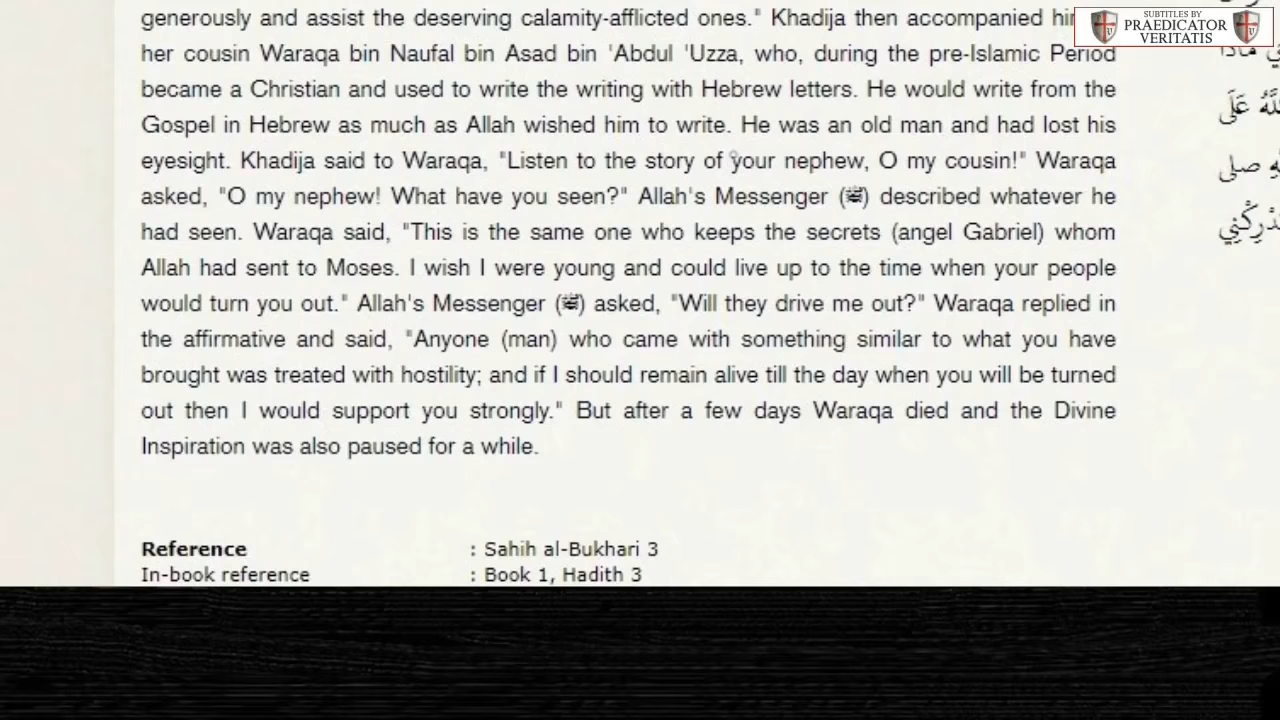 generously and assist the deserving calamity-afflicted ones." Khadija then accompanied
SUBTITLES BY
PRAEDICATOR
VERITATIS
her cousin Waraqa bin Naufal bin Asad bin 'Abdul 'Uzza, who, during the pre-Islamic Period
became a Christian and used to write the writing with Hebrew letters. He would write from the
Gospel in Hebrew as much as Allah wished him to write. He was an old man and had lost his
eyesight. Khadija said to Waraqa, "Listen to the story of your nephew, O my cousin!" Waraqa
asked, "O my nephew! What have you seen?" Allah's Messenger (ﷺ) described whatever he
had seen. Waraqa said, "This is the same one who keeps the secrets (angel Gabriel) whom
Allah had sent to Moses. I wish I were young and could live up to the time when your people
would turn you out." Allah's Messenger (ﷺ) asked, "Will they drive me out?" Waraqa replied in
the affirmative and said, "Anyone (man) who came with something similar to what you have
brought was treated with hostility; and if I should remain alive till the day when you will be turned
out then I would support you strongly." But after a few days Waraqa died and the Divine
Inspiration was also paused for a while.
Reference : Sahih al-Bukhari 3
In-book reference : Book 1, Hadith 3
عَلَى
صلى